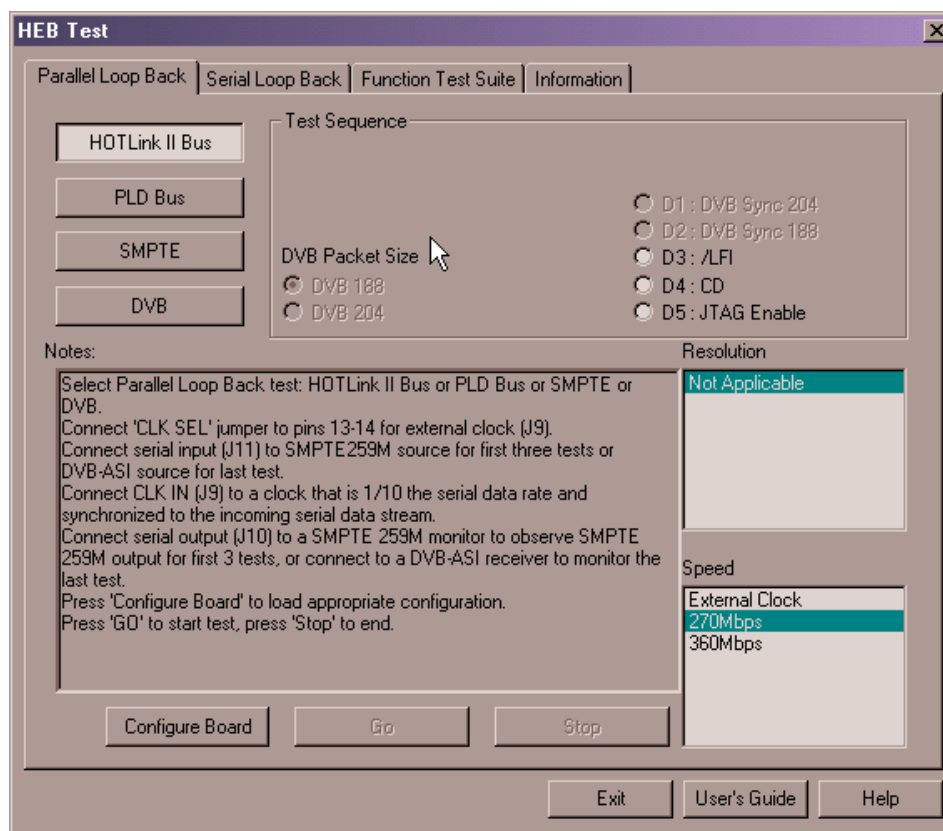 HEB Test
Parallel Loop Back
Serial Loop Back
Function Test Suite
Information
HOTLink II Bus
PLD Bus
SMPTE
DVB
Test Sequence
DVB Packet Size
DVB 188
DVB 204
D1 : DVB Sync 204
D2 : DVB Sync 188
D3 : /LFI
D4 : CD
D5 : JTAG Enable
Notes:
Select Parallel Loop Back test: HOTLink II Bus or PLD Bus or SMPTE or
DVB.
Connect 'CLK SEL' jumper to pins 13-14 for external clock (J9).
Connect serial input (J11) to SMPTE259M source for first three tests or
DVB-ASI source for last test.
Connect CLK IN (J9) to a clock that is 1/10 the serial data rate and
synchronized to the incoming serial data stream.
Connect serial output (J10) to a SMPTE 259M monitor to observe SMPTE
259M output for first 3 tests, or connect to a DVB-ASI receiver to monitor the
last test.
Press 'Configure Board' to load appropriate configuration.
Press 'GO' to start test, press 'Stop' to end.
Resolution
Not Applicable
Speed
External Clock
270Mbps
360Mbps
Configure Board
Go
Stop
Exit
User's Guide
Help